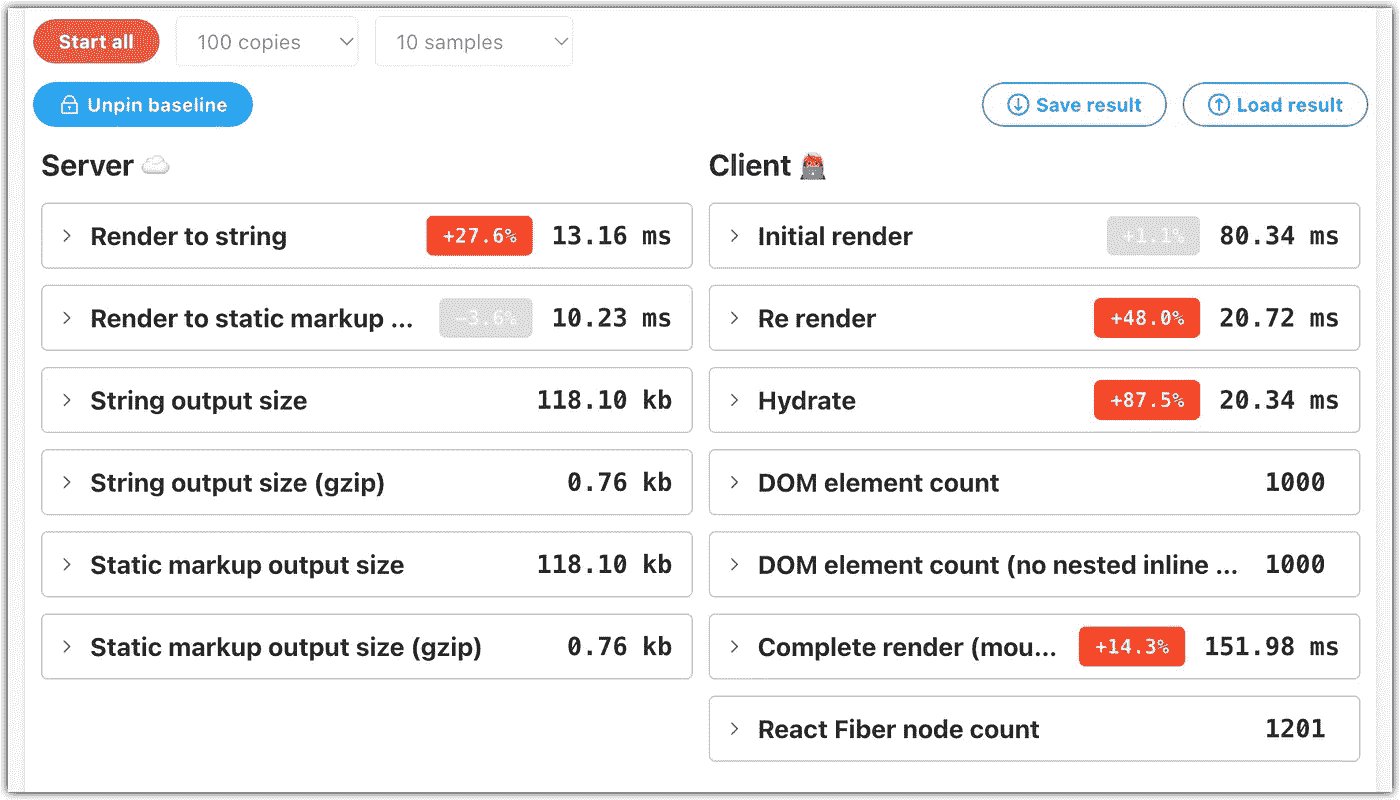 Start all
100 copies
10 samples
Unpin baseline
Save result
Load result
Server
Render to string +27.6% 13.16 ms
Render to static markup ... -3.6% 10.23 ms
String output size 118.10 kb
String output size (gzip) 0.76 kb
Static markup output size 118.10 kb
Static markup output size (gzip) 0.76 kb
Client
Initial render +1.1% 80.34 ms
Re render +48.0% 20.72 ms
Hydrate +87.5% 20.34 ms
DOM element count 1000
DOM element count (no nested inline ... 1000
Complete render (mou... +14.3% 151.98 ms
React Fiber node count 1201